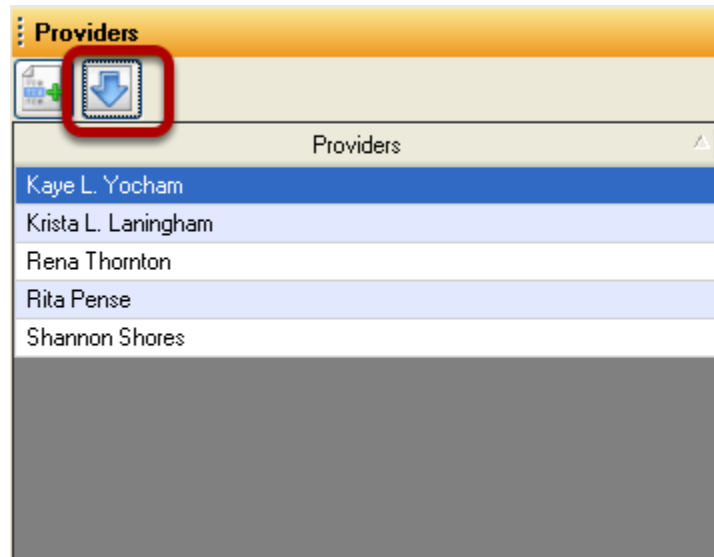 Providers
Providers
Kaye L. Yocham
Krista L. Laningham
Rena Thornton
Rita Pense
Shannon Shores